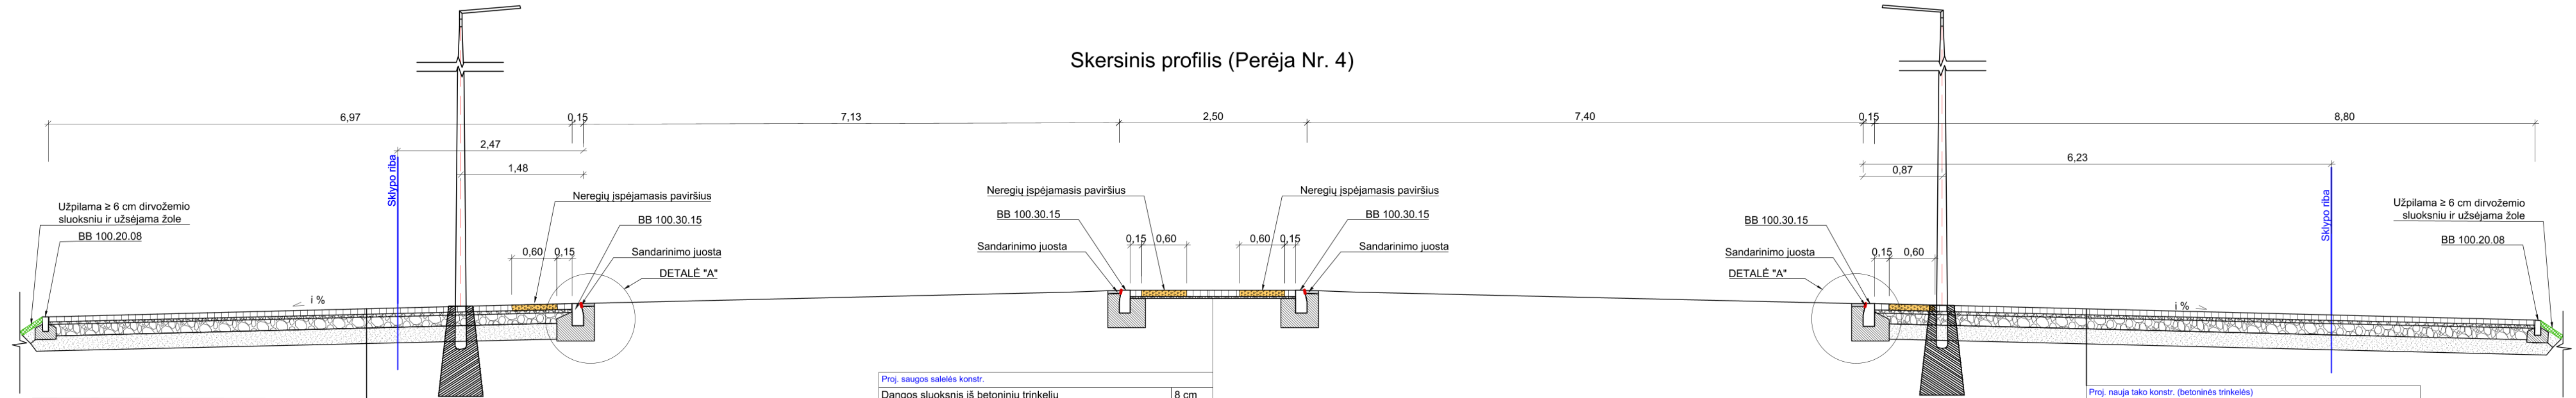 Skersinis profilis (Perėja Nr. 4)
6,97
0,15
7,13
2,50
7,40
0,15
8,80
2,47
1,48
6,23
0,87
Sklypo riba
Sklypo riba
Užpilama ≥ 6 cm dirvožemio
sluoksniu ir užsėjama žole
BB 100.20.08
Neregių įspėjamasis paviršius
BB 100.30.15
Sandarinimo juosta
DETALĖ "A"
0,60
0,15
i %
Neregių įspėjamasis paviršius
BB 100.30.15
Sandarinimo juosta
0,15
0,60
Neregių įspėjamasis paviršius
BB 100.30.15
Sandarinimo juosta
0,60
0,15
BB 100.30.15
Sandarinimo juosta
DETALĖ "A"
0,15
0,60
i %
Užpilama ≥ 6 cm dirvožemio
sluoksniu ir užsėjama žole
BB 100.20.08
Proj. saugos salelės konstr.
Dangos sluoksnis iš betoninių trinkelių
8 cm
Proj. nauja tako konstr. (betoninės trinkelės)